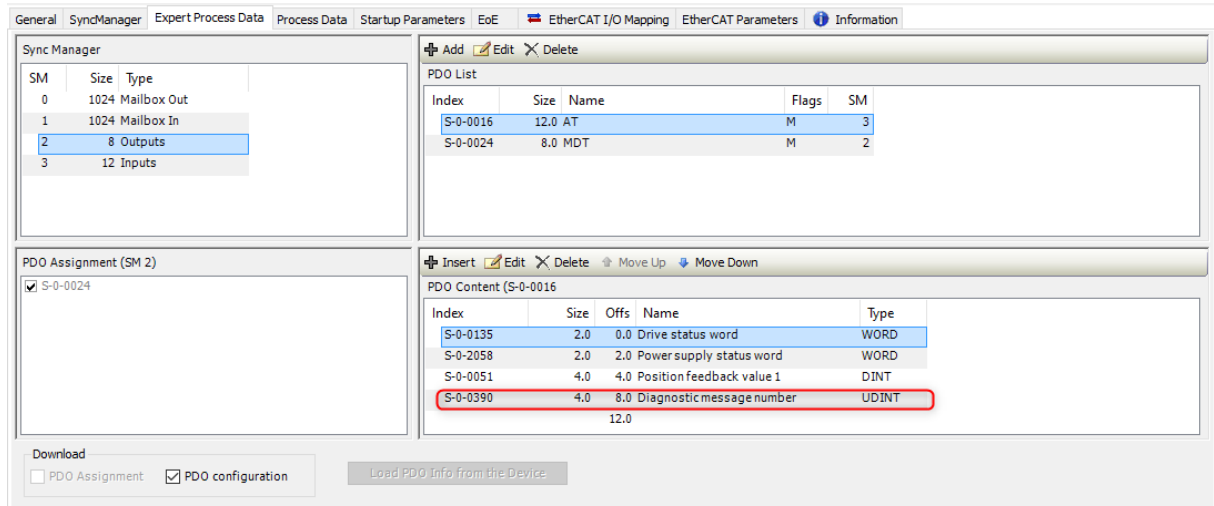 General SyncManager Expert Process Data Process Data Startup Parameters EoE EtherCAT I/O Mapping EtherCAT Parameters Information
Sync Manager
SM Size Type
0 1024 Mailbox Out
1 1024 Mailbox In
2 8 Outputs
3 12 Inputs
Add Edit Delete
PDO List
Index Size Name Flags SM
S-0-0016 12.0 AT M 3
S-0-0024 8.0 MDT M 2
PDO Assignment (SM 2)
S-0-0024
Insert Edit Delete Move Up Move Down
PDO Content (S-0-0016
Index Size Offs Name Type
S-0-0135 2.0 0.0 Drive status word WORD
S-0-2058 2.0 2.0 Power supply status word WORD
S-0-0051 4.0 4.0 Position feedback value 1 DINT
S-0-0390 4.0 8.0 Diagnostic message number UDINT
12.0
Download
PDO Assignment PDO configuration
Load PDO Info from the Device